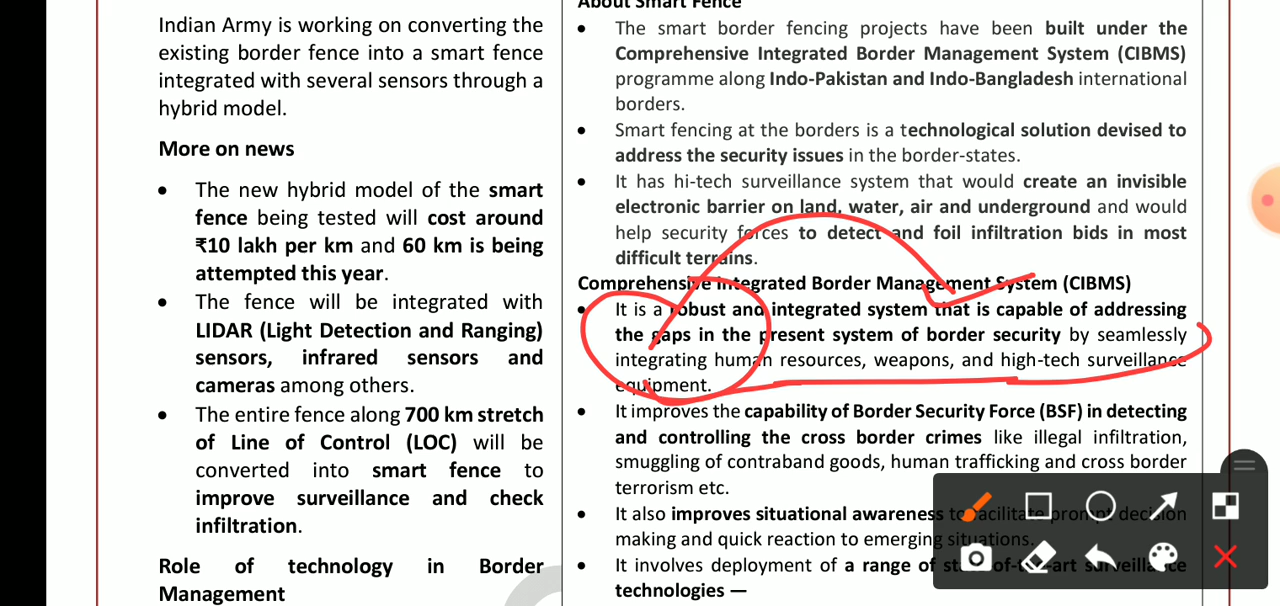 Indian Army is working on converting the
existing border fence into a smart fence
integrated with several sensors through a
hybrid model.
More on news
• The new hybrid model of the smart
fence being tested will cost around
₹10 lakh per km and 60 km is being
attempted this year.
• The fence will be integrated with
LIDAR (Light Detection and Ranging)
sensors, infrared sensors and
cameras among others.
• The entire fence along 700 km stretch
of Line of Control (LOC) will be
converted into smart fence to
improve surveillance and check
infiltration.
Role of technology in Border
Management
About Smart Fence
• The smart border fencing projects have been built under the
Comprehensive Integrated Border Management System (CIBMS)
programme along Indo-Pakistan and Indo-Bangladesh international
borders.
• Smart fencing at the borders is a technological solution devised to
address the security issues in the border-states.
• It has hi-tech surveillance system that would create an invisible
electronic barrier on land, water, air and underground and would
help security forces to detect and foil infiltration bids in most
difficult terrains.
Comprehensive Integrated Border Management System (CIBMS)
• It is a robust and integrated system that is capable of addressing
the gaps in the present system of border security by seamlessly
integrating human resources, weapons, and high-tech surveillance
equipment.
• It improves the capability of Border Security Force (BSF) in detecting
and controlling the cross border crimes like illegal infiltration,
smuggling of contraband goods, human trafficking and cross border
terrorism etc.
• It also improves situational awareness to facilitate prompt decision
making and quick reaction to emerging situations.
• It involves deployment of a range of state-of-the-art surveillance
technologies —